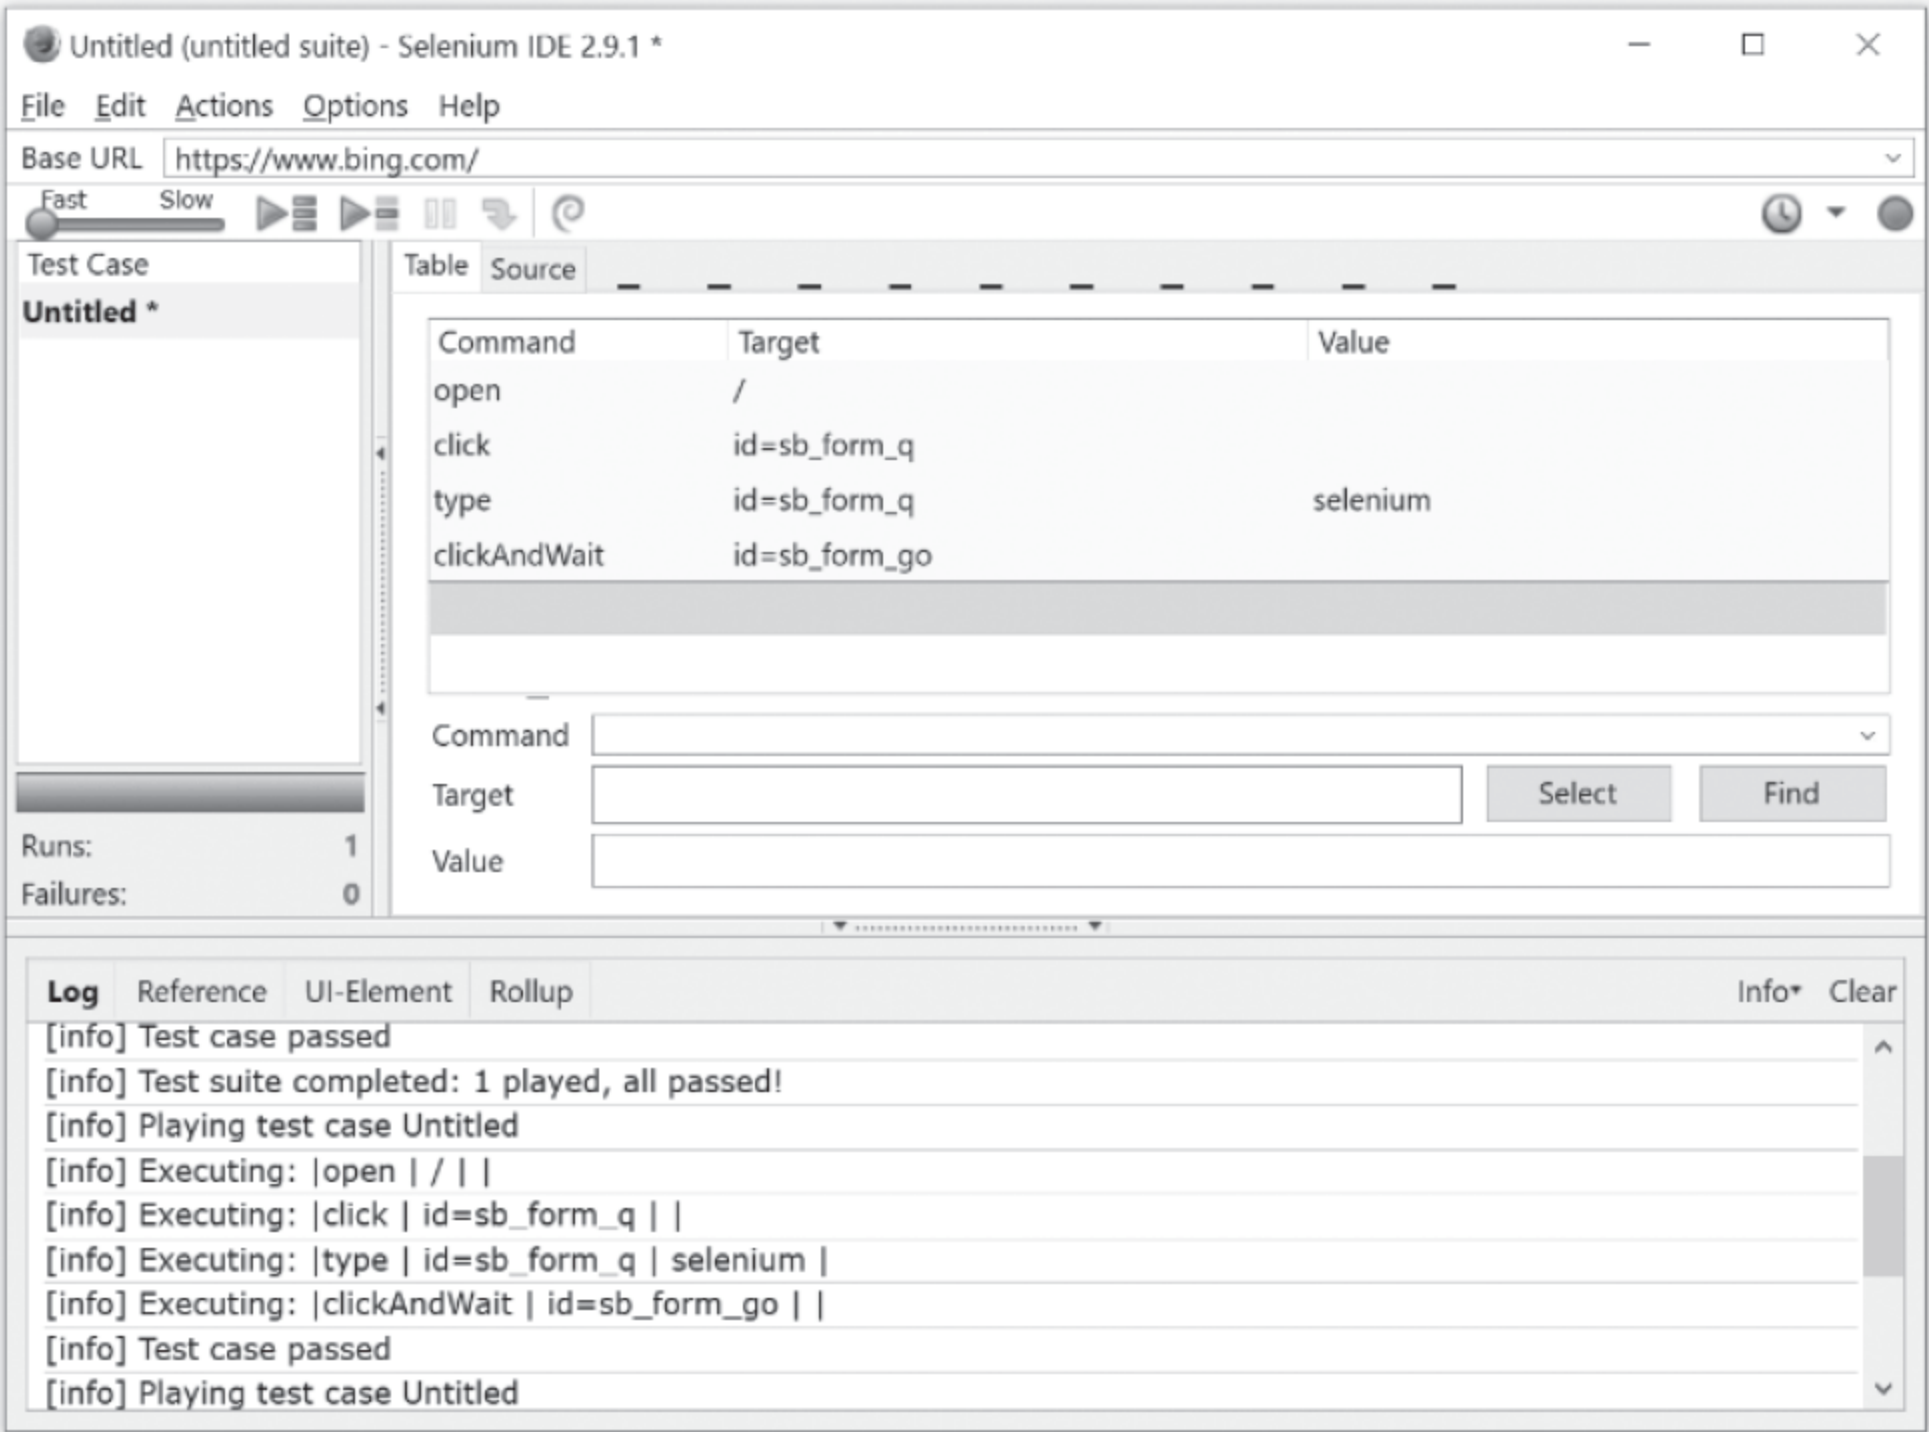 Untitled (untitled suite) - Selenium IDE 2.9.1 *
File Edit Actions Options Help
Base URL https://www.bing.com/
Fast Slow
Test Case
Untitled *
Runs: 1
Failures: 0
Table Source
Command Target Value
open /
click id=sb_form_q
type id=sb_form_q selenium
clickAndWait id=sb_form_go
Command
Target Select Find
Value
Log Reference UI-Element Rollup Info Clear
[info] Test case passed
[info] Test suite completed: 1 played, all passed!
[info] Playing test case Untitled
[info] Executing: |open | / | |
[info] Executing: |click | id=sb_form_q | |
[info] Executing: |type | id=sb_form_q | selenium |
[info] Executing: |clickAndWait | id=sb_form_go | |
[info] Test case passed
[info] Playing test case Untitled